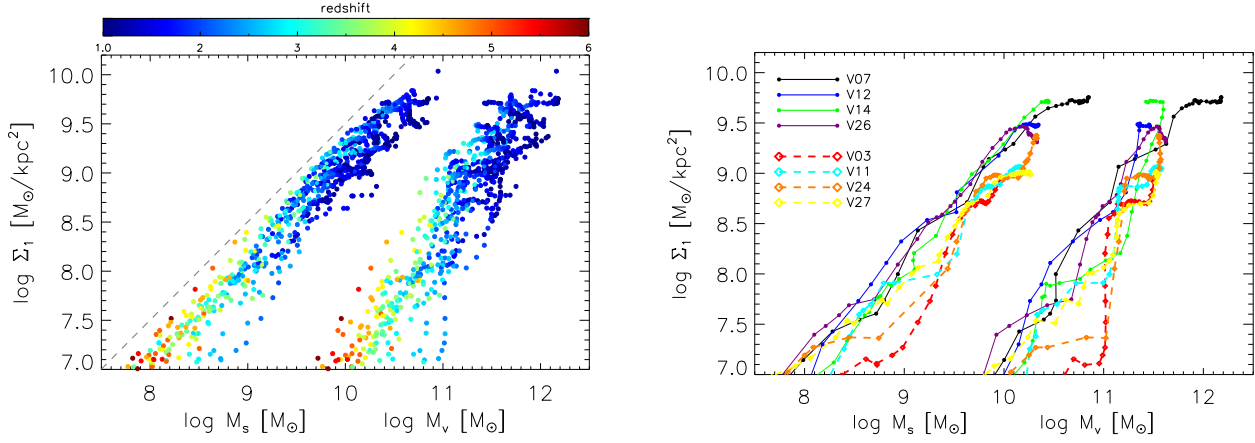 redshift
1.0 2 3 4 5 6
10.0
9.5
9.0
8.5
8.0
7.5
7.0
log Σ₁ [M⊙/kpc²]
8 9 10 11 12
log Mₛ [M⊙] log Mᵥ [M⊙]
V07
V12
V14
V26
V03
V11
V24
V27
10.0
9.5
9.0
8.5
8.0
7.5
7.0
log Σ₁ [M⊙/kpc²]
8 9 10 11 12
log Mₛ [M⊙] log Mᵥ [M⊙]